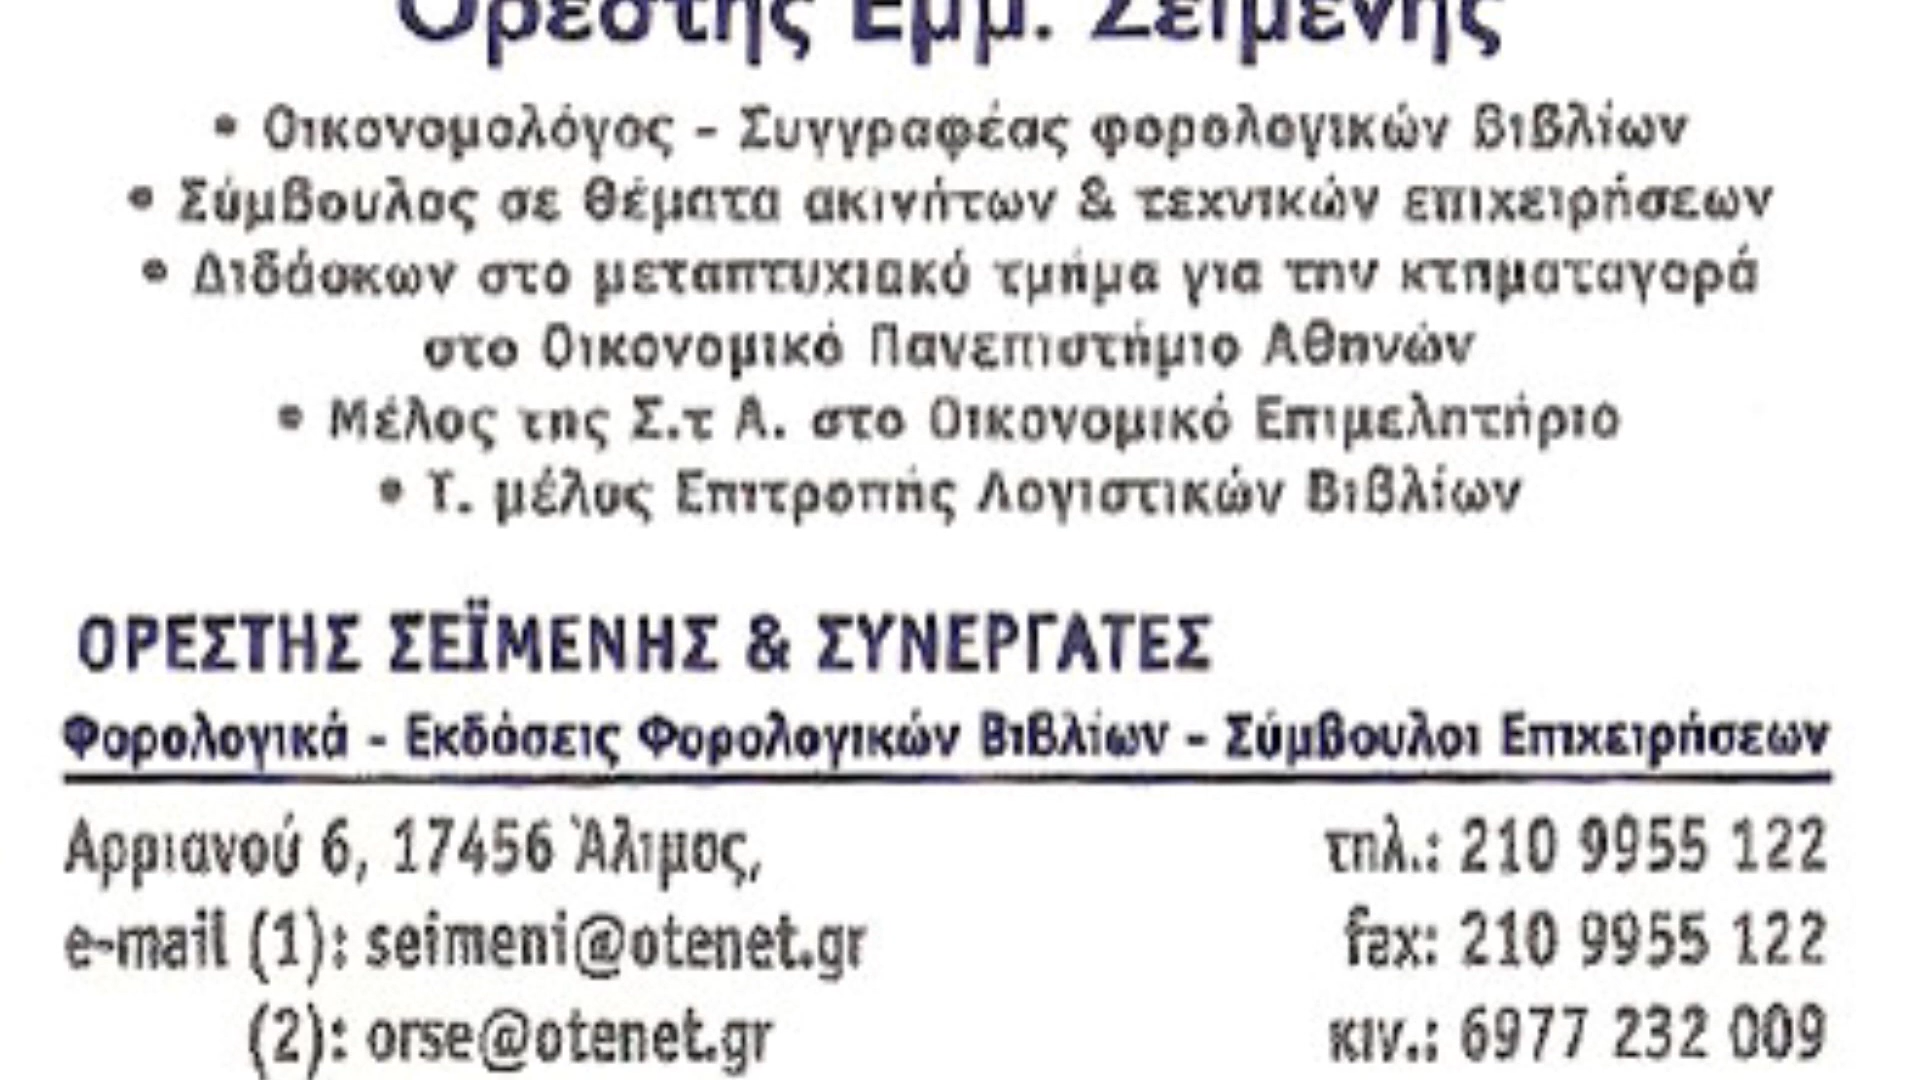 Ορέστης Εμμ. Σεϊμένης
• Οικονομολόγος - Συγγραφέας φορολογικών βιβλίων
• Σύμβουλος σε θέματα ακινήτων & τεχνικών επιχειρήσεων
• Διδάσκων στο μεταπτυχιακό τμήμα για την κτηματαγορά
στο Οικονομικό Πανεπιστήμιο Αθηνών
• Μέλος της Σ.τ Α. στο Οικονομικό Επιμελητήριο
• Τ. μέλος Επιτροπής Λογιστικών Βιβλίων
ΟΡΕΣΤΗΣ ΣΕΪΜΕΝΗΣ & ΣΥΝΕΡΓΑΤΕΣ
Φορολογικά - Εκδόσεις Φορολογικών Βιβλίων - Σύμβουλοι Επιχειρήσεων
Αρριανού 6, 17456 Άλιμος,
τηλ.: 210 9955 122
e-mail (1): seimeni@otenet.gr
fax: 210 9955 122
(2): orse@otenet.gr
κιν.: 6977 232 009